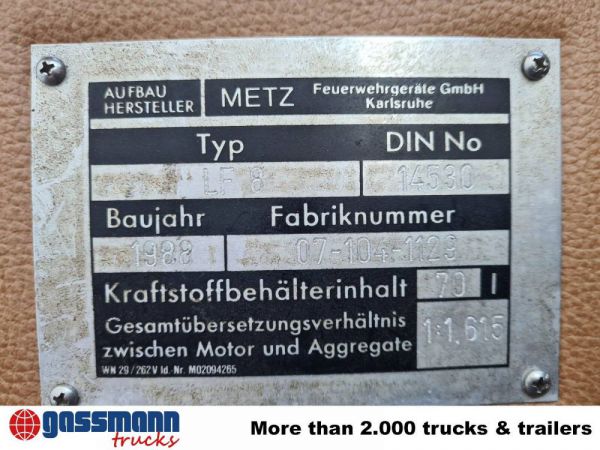 AUFBAU HERSTELLER METZ Feuerwehrgeräte GmbH Karlsruhe
Typ DIN No
LF 8 14530
Baujahr Fabriknummer
1988 07-104-1129
Kraftstoffbehälterinhalt 70 l
Gesamtübersetzungsverhältnis
zwischen Motor und Aggregate 1:1,615
WN 29/262 V Id.-Nr. M02094265
gassmann
trucks
More than 2.000 trucks & trailers